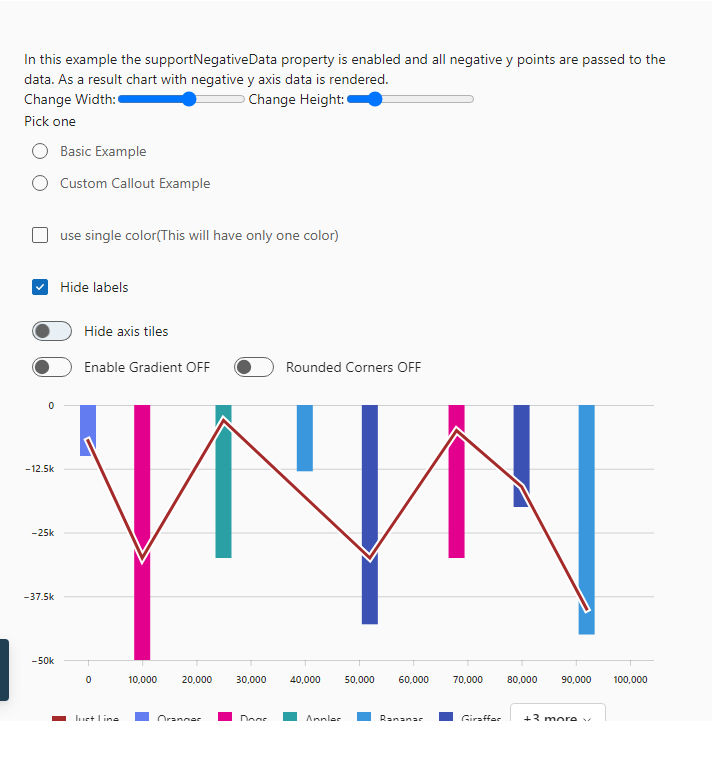 In this example the supportNegativeData property is enabled and all negative y points are passed to the
data. As a result chart with negative y axis data is rendered.
Change Width: Change Height:
Pick one
Basic Example
Custom Callout Example
use single color(This will have only one color)
Hide labels
Hide axis tiles
Enable Gradient OFF Rounded Corners OFF
0
−12.5k
−25k
−37.5k
−50k
0 10,000 20,000 30,000 40,000 50,000 60,000 70,000 80,000 90,000 100,000
Just Line Oranges Dogs Apples Bananas Giraffes +3 more